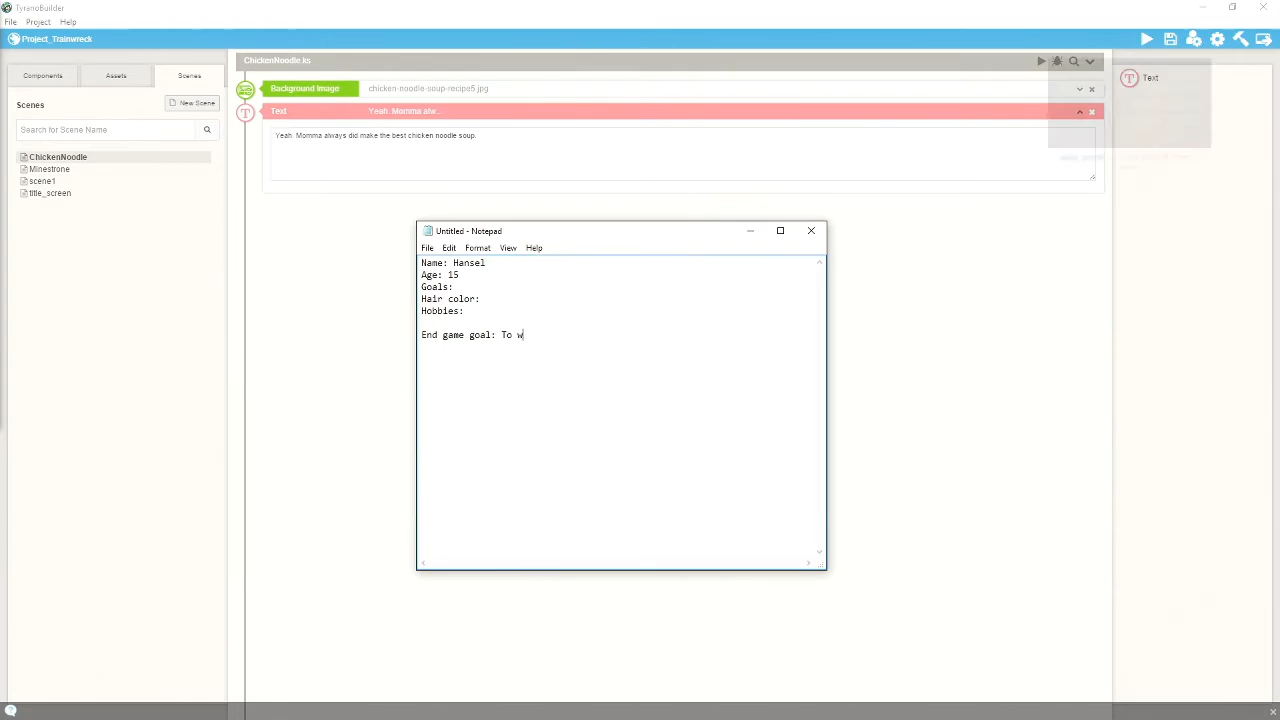 TyranoBuilder
File Project Help
Project_Trainwreck
Components Assets Scenes
Scenes
New Scene
Search for Scene Name
ChickenNoodle
Minestrone
scene1
title_screen
ChickenNoodle.ks
Background Image chicken-noodle-soup-recipe5.jpg
Text Yeah. Momma alw...
Yeah. Momma always did make the best chicken noodle soup.
Text
Untitled - Notepad
File Edit Format View Help
Name: Hansel
Age: 15
Goals:
Hair color:
Hobbies:
End game goal: To w